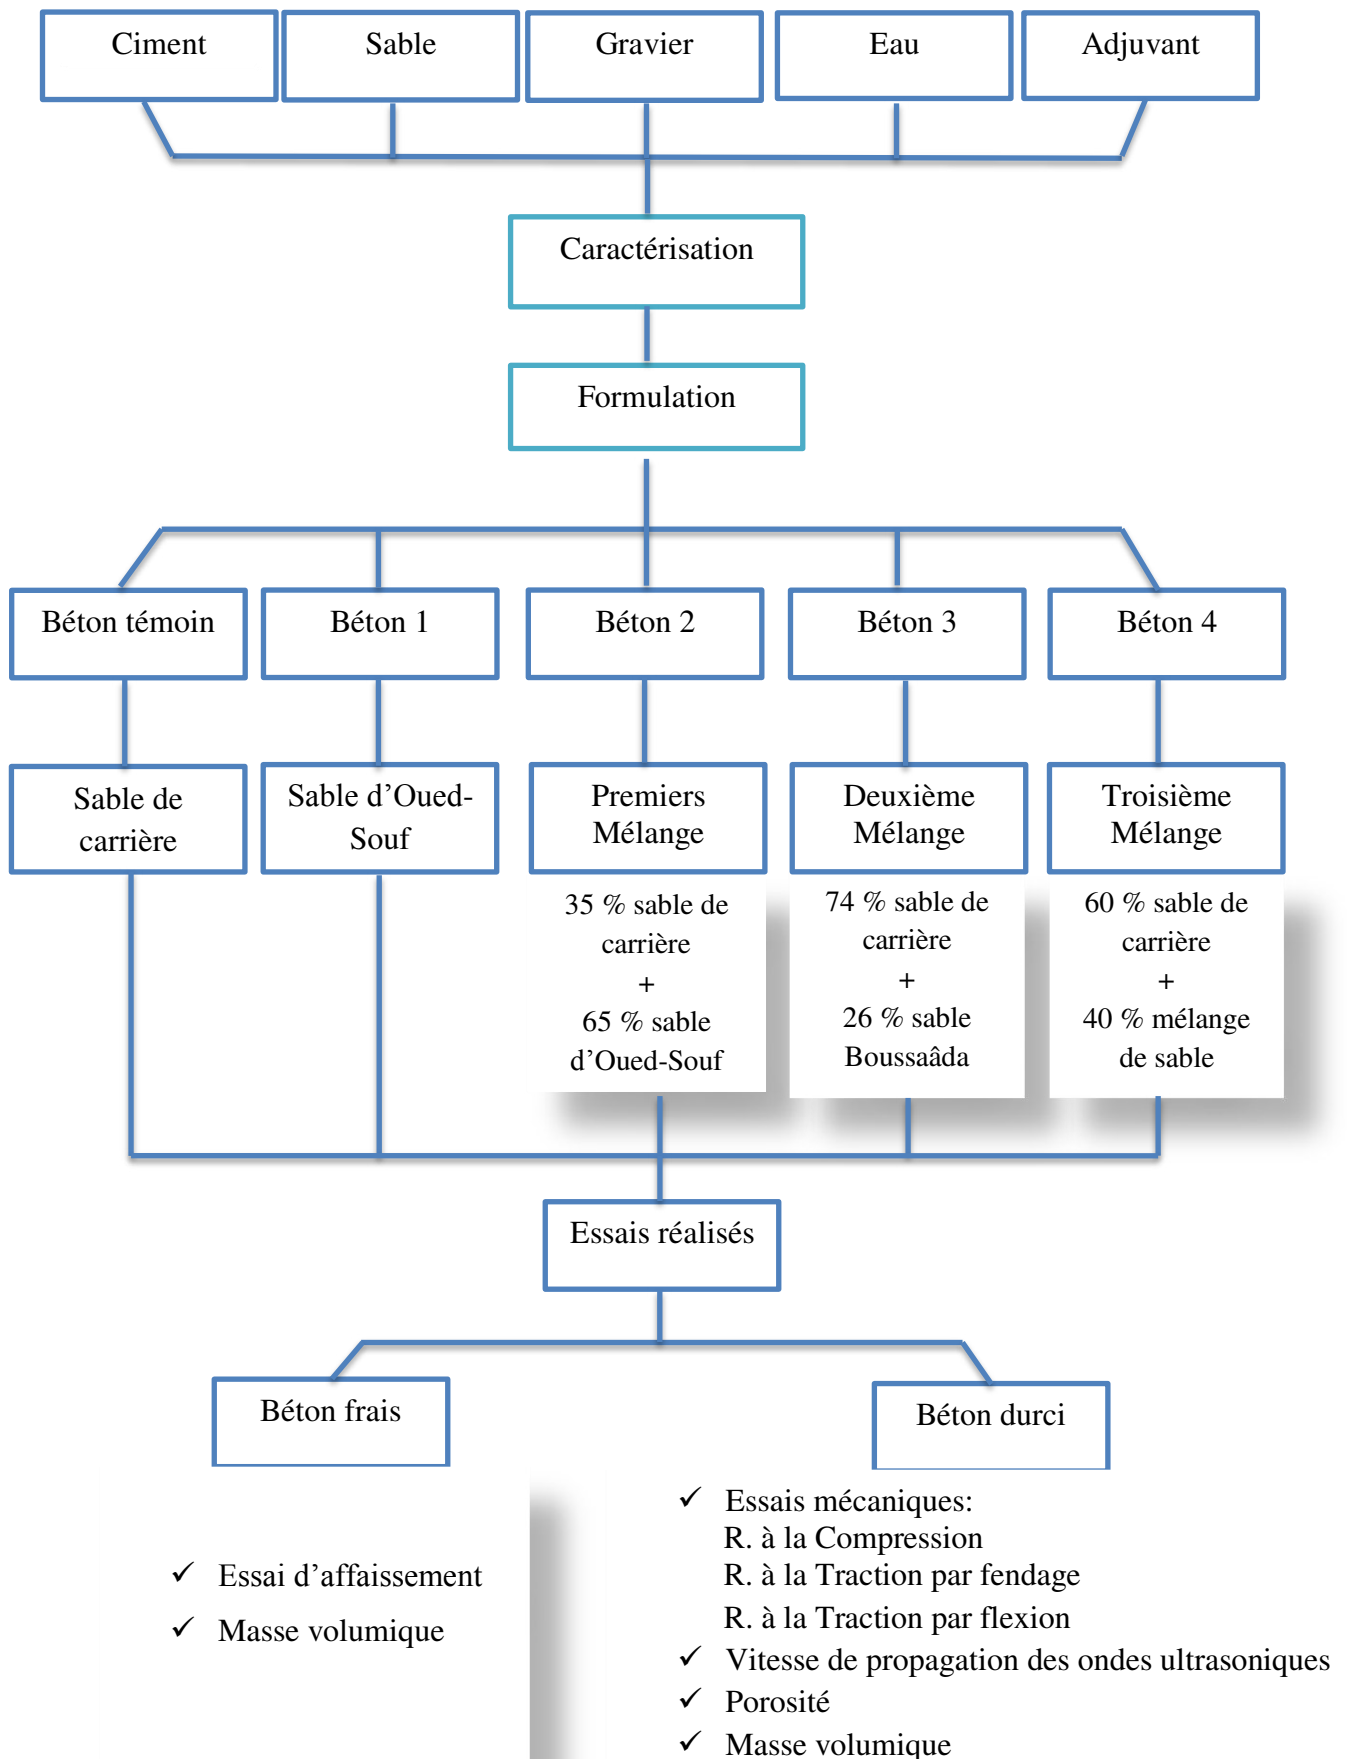 Ciment
Sable
Gravier
Eau
Adjuvant
Caractérisation
Formulation
Béton témoin
Béton 1
Béton 2
Béton 3
Béton 4
Sable de
carrière
Sable d’Oued-
Souf
Premiers
Mélange
Deuxième
Mélange
Troisième
Mélange
35 % sable de
carrière
+
65 % sable
d’Oued-Souf
74 % sable de
carrière
+
26 % sable
Boussaâda
60 % sable de
carrière
+
40 % mélange
de sable
Essais réalisés
Béton frais
Béton durci
✓ Essai d’affaissement
✓ Masse volumique
✓ Essais mécaniques:
R. à la Compression
R. à la Traction par fendage
R. à la Traction par flexion
✓ Vitesse de propagation des ondes ultrasoniques
✓ Porosité
✓ Masse volumique